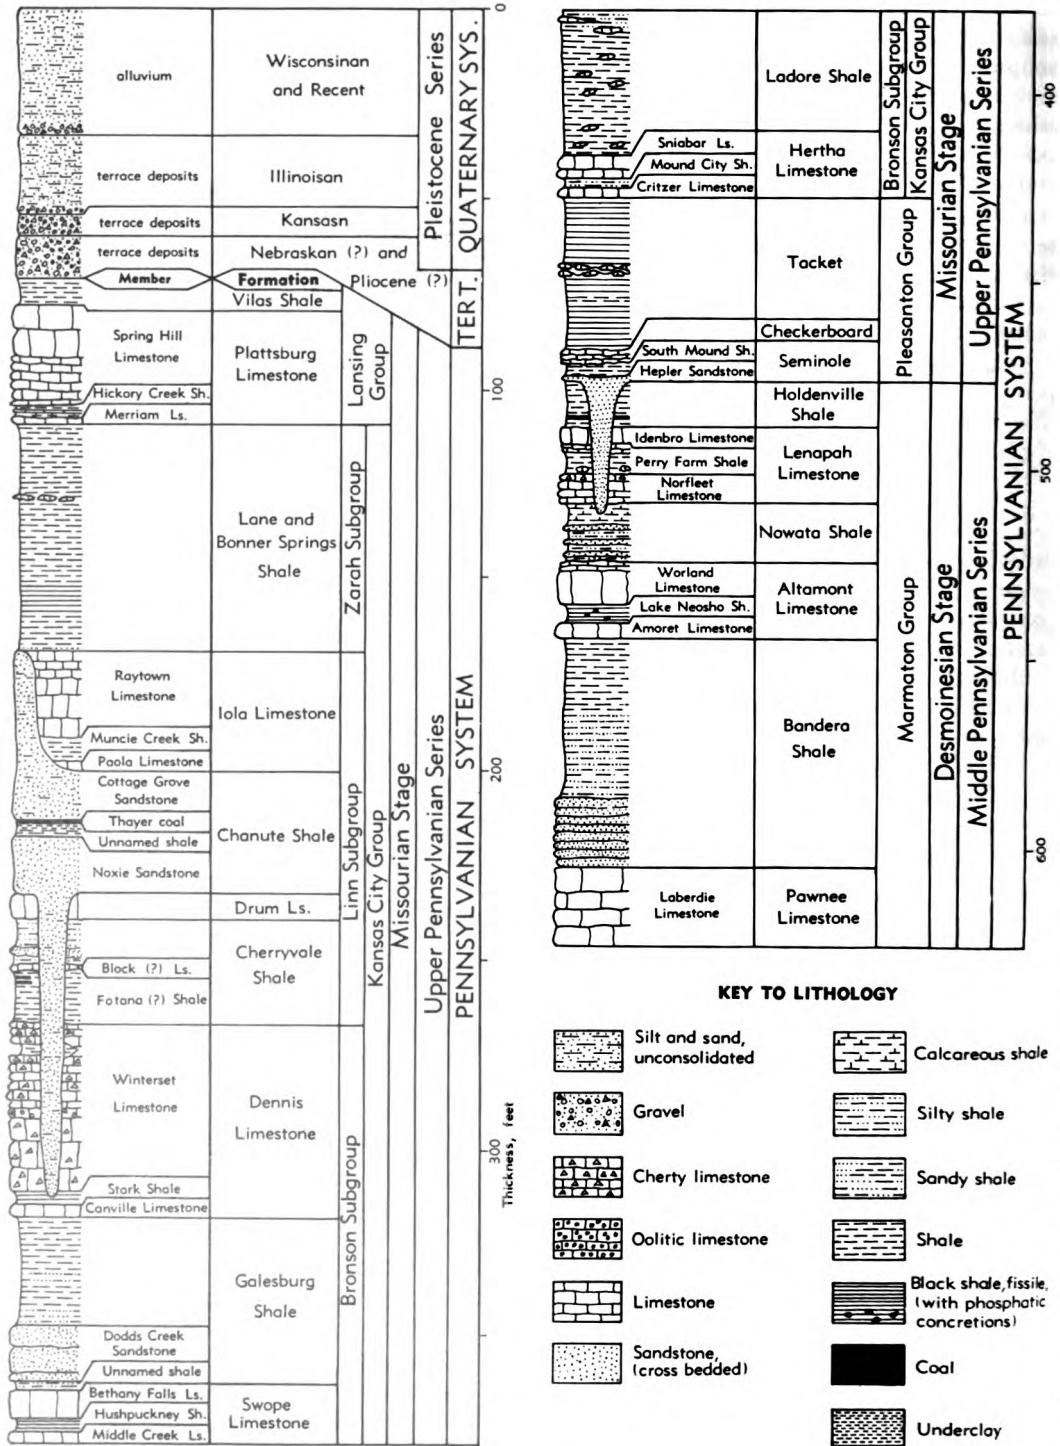 0
alluvium
Wisconsinan
and Recent
terrace deposits
Illinoisan
terrace deposits
Kansasn
terrace deposits
Nebraskan (?) and
Pliocene (?)
Pleistocene Series
QUATERNARY SYS.
TERT.
Member
Formation
Vilas Shale
Spring Hill
Limestone
Hickory Creek Sh.
Merriam Ls.
Plattsburg
Limestone
Lansing
Group
100
Lane and
Bonner Springs
Shale
Zarah Subgroup
Raytown
Limestone
Muncie Creek Sh.
Paola Limestone
Iola Limestone
Cottage Grove
Sandstone
Thayer coal
Unnamed shale
Noxie Sandstone
Chanute Shale
200
Drum Ls.
Linn Subgroup
Block (?) Ls.
Fotana (?) Shale
Cherryvale
Shale
Kansas City Group
Missourian Stage
Upper Pennsylvanian Series
PENNSYLVANIAN SYSTEM
Winterset
Limestone
Stark Shale
Canville Limestone
Dennis
Limestone
300
Thickness, feet
Galesburg
Shale
Dodds Creek
Sandstone
Unnamed shale
Bronson Subgroup
Bethany Falls Ls.
Hushpuckney Sh.
Middle Creek Ls.
Swope
Limestone
Ladore Shale
Sniabar Ls.
Mound City Sh.
Critzer Limestone
Hertha
Limestone
Bronson Subgroup
Kansas City Group
400
Tacket
Checkerboard
South Mound Sh.
Hepler Sandstone
Seminole
Pleasanton Group
Missourian Stage
Upper Pennsylvanian Series
Holdenville
Shale
Idenbro Limestone
Perry Farm Shale
Norfleet
Limestone
Lenapah
Limestone
500
Nowata Shale
Worland
Limestone
Lake Neosho Sh.
Amoret Limestone
Altamont
Limestone
Bandera
Shale
600
Laberdie
Limestone
Pawnee
Limestone
Marmaton Group
Desmoinesian Stage
Middle Pennsylvanian Series
PENNSYLVANIAN SYSTEM
KEY TO LITHOLOGY
Silt and sand,
unconsolidated
Gravel
Cherty limestone
Oolitic limestone
Limestone
Sandstone,
(cross bedded)
Calcareous shale
Silty shale
Sandy shale
Shale
Black shale, fissile,
(with phosphatic
concretions)
Coal
Underclay